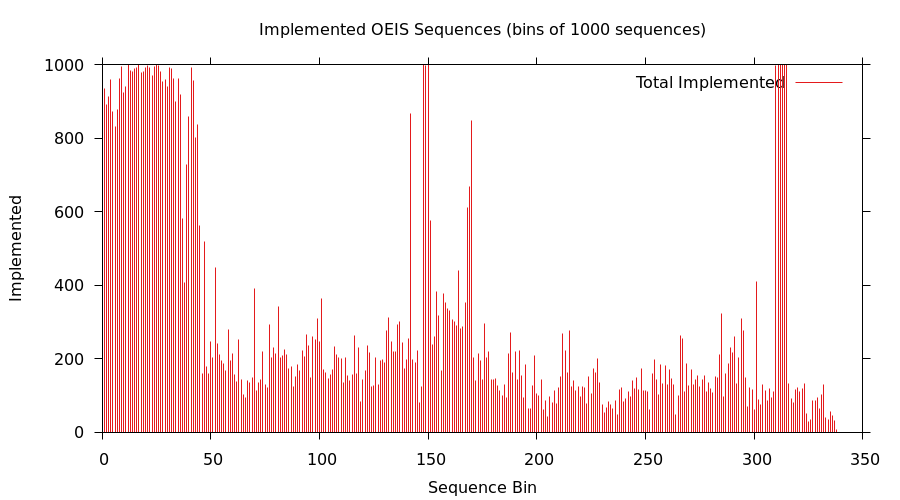 Implemented OEIS Sequences (bins of 1000 sequences)
1000
Total Implemented
800
600
Implemented
400
200
0
0 50 100 150 200 250 300 350
Sequence Bin